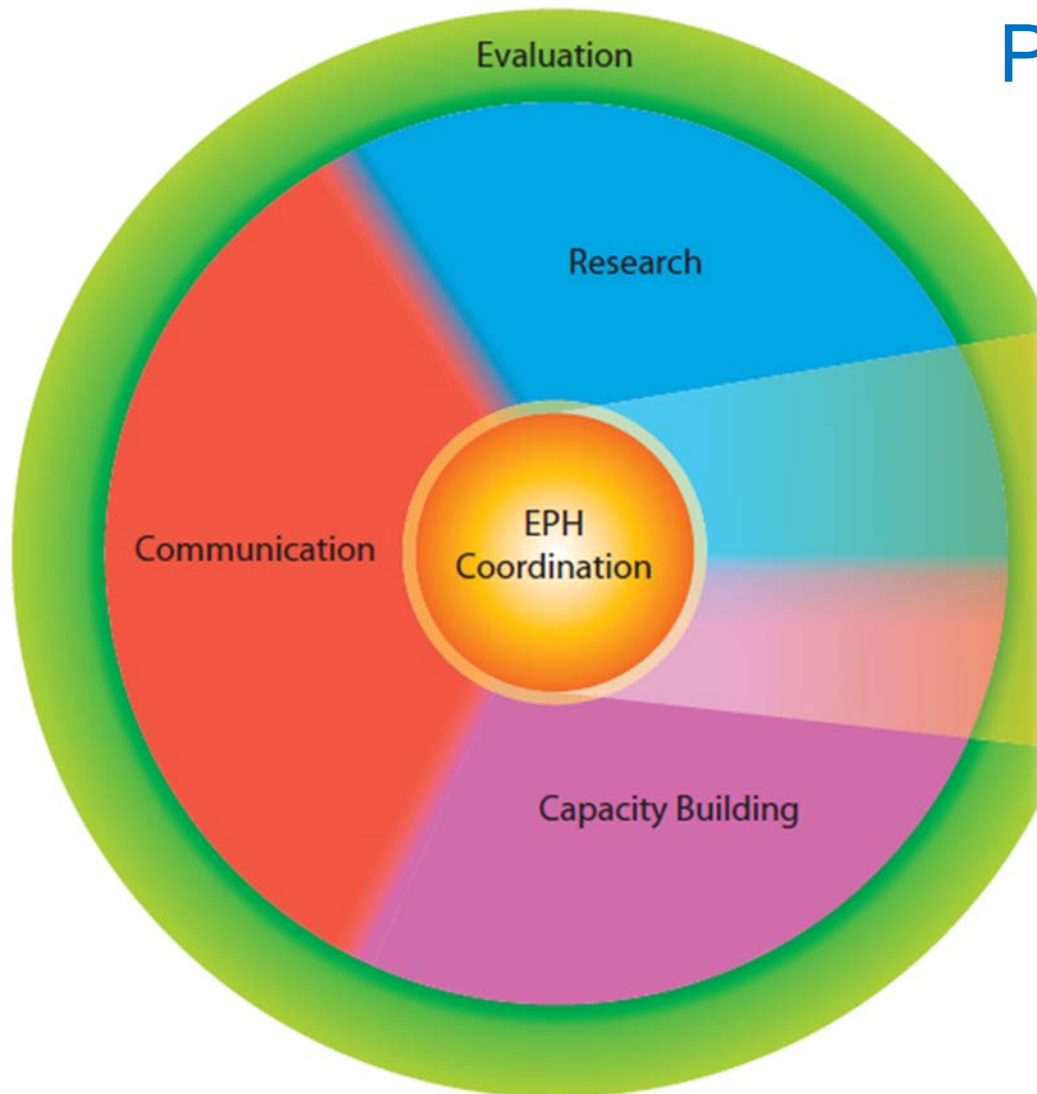 P
Evaluation
Research
EPH
Coordination
Communication
Capacity Building